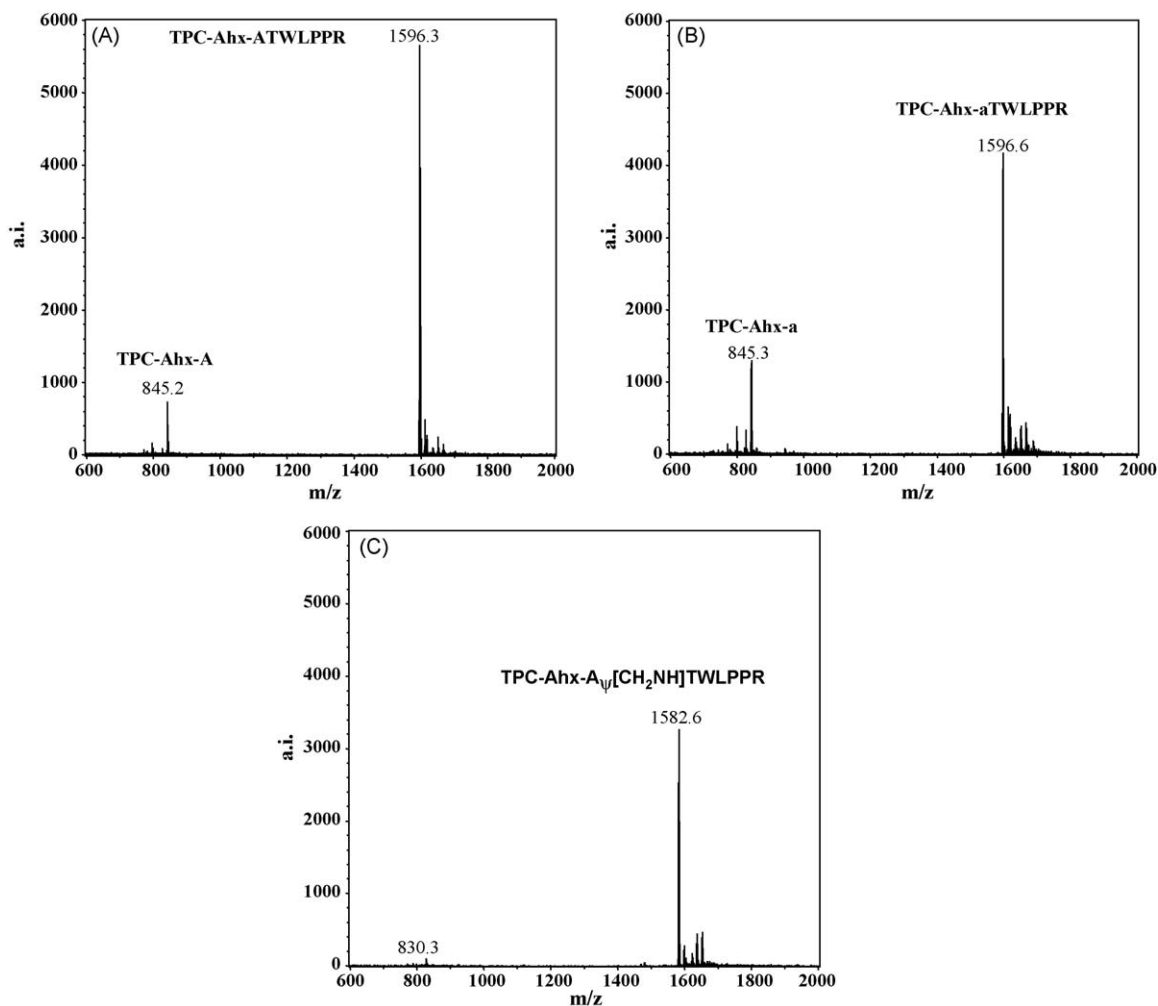 (A)
TPC-Ahx-ATWLPPR
1596.3
TPC-Ahx-A
845.2
6000
5000
4000
3000
2000
1000
0
a.i.
600 800 1000 1200 1400 1600 1800 2000
m/z
(B)
TPC-Ahx-aTWLPPR
1596.6
TPC-Ahx-a
845.3
6000
5000
4000
3000
2000
1000
0
a.i.
600 800 1000 1200 1400 1600 1800 2000
m/z
(C)
TPC-Ahx-Aψ[CH₂NH]TWLPPR
1582.6
830.3
6000
5000
4000
3000
2000
1000
0
a.i.
600 800 1000 1200 1400 1600 1800 2000
m/z